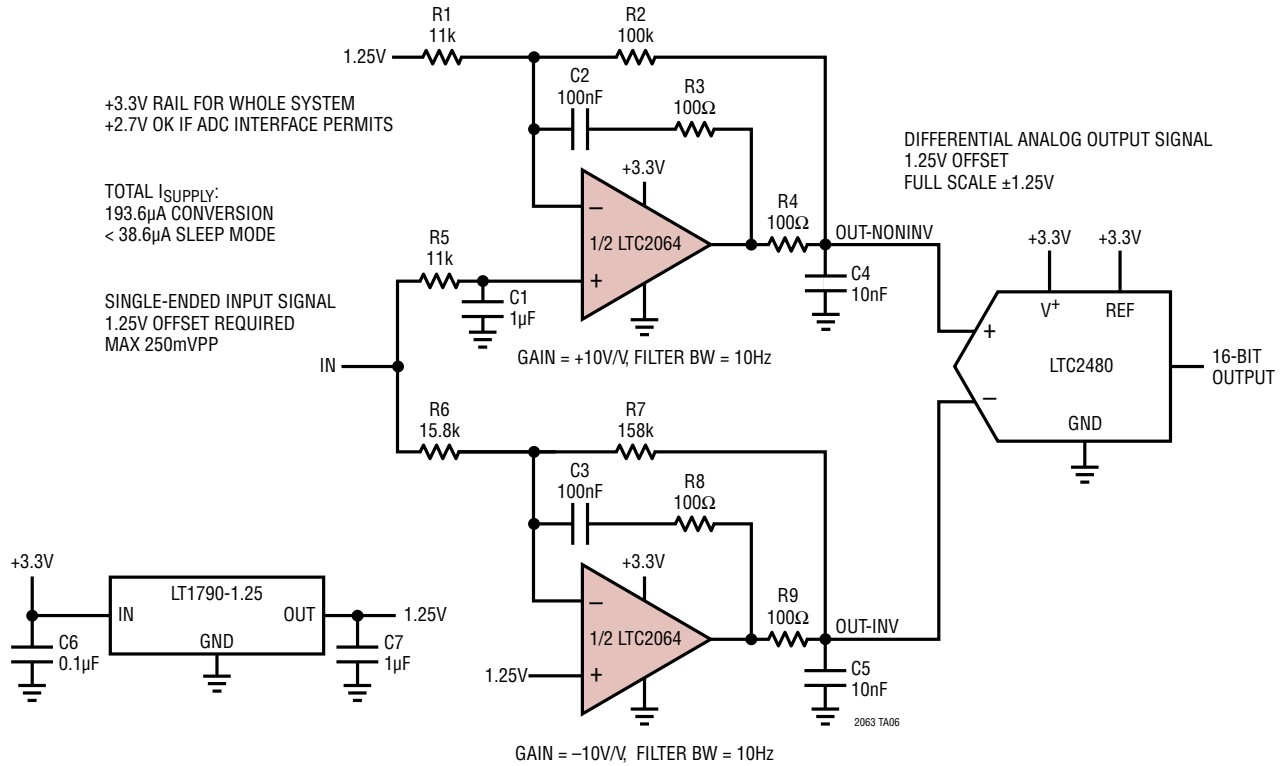 R1
11k
R2
100k
1.25V
C2
100nF
R3
100Ω
+3.3V RAIL FOR WHOLE SYSTEM
+2.7V OK IF ADC INTERFACE PERMITS
DIFFERENTIAL ANALOG OUTPUT SIGNAL
1.25V OFFSET
FULL SCALE ±1.25V
TOTAL ISUPPLY:
193.6µA CONVERSION
< 38.6µA SLEEP MODE
+3.3V
–
1/2 LTC2064
+
R4
100Ω
OUT-NONINV
R5
11k
C1
1µF
C4
10nF
+3.3V
+3.3V
V+
REF
SINGLE-ENDED INPUT SIGNAL
1.25V OFFSET REQUIRED
MAX 250mVPP
GAIN = +10V/V, FILTER BW = 10Hz
IN
+
–
LTC2480
GND
16-BIT
OUTPUT
R6
15.8k
R7
158k
C3
100nF
R8
100Ω
+3.3V
–
1/2 LTC2064
+
1.25V
R9
100Ω
OUT-INV
C5
10nF
2063 TA06
+3.3V
LT1790-1.25
IN
OUT
GND
1.25V
C6
0.1µF
C7
1µF
GAIN = –10V/V, FILTER BW = 10Hz